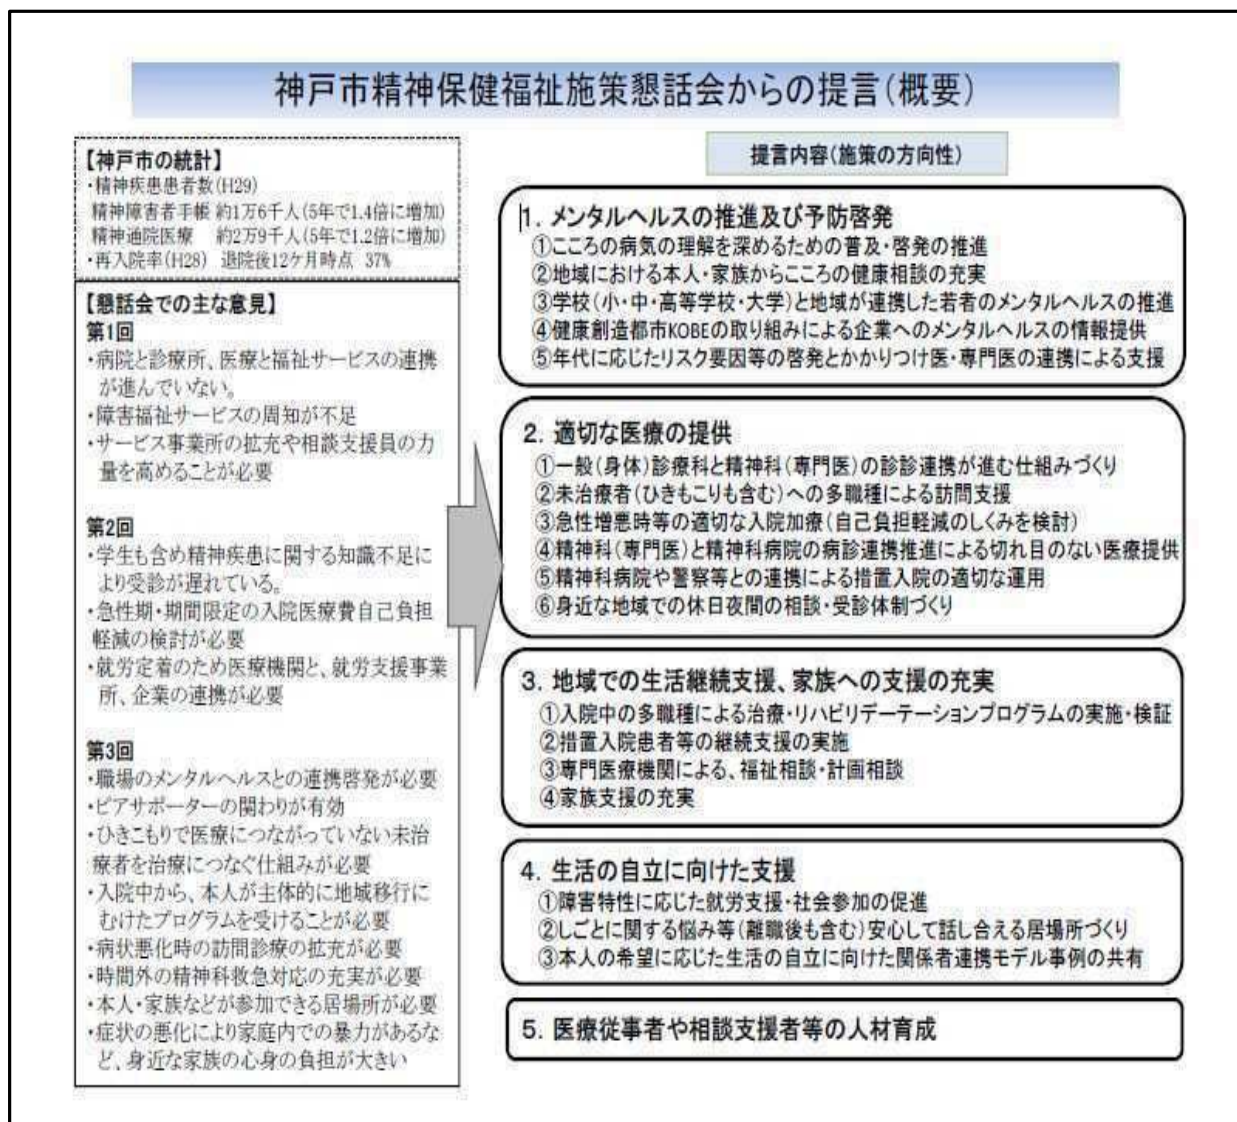 神戸市精神保健福祉施策懇話会からの提言(概要)
【神戸市の統計】
・精神疾患患者数(H29)
精神障害者手帳 約1万6千人(5年で1.4倍に増加)
精神通院医療 約2万9千人(5年で1.2倍に増加)
・再入院率(H28) 退院後12ケ月時点 37%
【懇話会での主な意見】
第1回
・病院と診療所、医療と福祉サービスの連携
が進んでいない。
・障害福祉サービスの周知が不足
・サービス事業所の拡充や相談支援員の力
量を高めることが必要
第2回
・学生も含め精神疾患に関する知識不足に
より受診が遅れている。
・急性期・期間限定の入院医療費自己負担
軽減の検討が必要
・就労定着のため医療機関と、就労支援事業
所、企業の連携が必要
第3回
・職場のメンタルヘルスとの連携啓発が必要
・ピアサポーターの関わりが有効
・ひきこもりで医療につながっていない未治
療者を治療につなぐ仕組みが必要
・入院中から、本人が主体的に地域移行に
むけたプログラムを受けることが必要
・病状悪化時の訪問診療の拡充が必要
・時間外の精神科救急対応の充実が必要
・本人・家族などが参加できる居場所が必要
・症状の悪化により家庭内での暴力があるな
ど、身近な家族の心身の負担が大きい
提言内容(施策の方向性)
1. メンタルヘルスの推進及び予防啓発
①こころの病気の理解を深めるための普及・啓発の推進
②地域における本人・家族からこころの健康相談の充実
③学校(小・中・高等学校・大学)と地域が連携した若者のメンタルヘルスの推進
④健康創造都市KOBEの取り組みによる企業へのメンタルヘルスの情報提供
⑤年代に応じたリスク要因等の啓発とかかりつけ医・専門医の連携による支援
2. 適切な医療の提供
①一般(身体)診療科と精神科(専門医)の診診連携が進む仕組みづくり
②未治療者(ひきもこりも含む)への多職種による訪問支援
③急性増悪時等の適切な入院加療(自己負担軽減のしくみを検討)
④精神科(専門医)と精神科病院の病診連携推進による切れ目のない医療提供
⑤精神科病院や警察等との連携による措置入院の適切な運用
⑥身近な地域での休日夜間の相談・受診体制づくり
3. 地域での生活継続支援、家族への支援の充実
①入院中の多職種による治療・リハビリデーテーションプログラムの実施・検証
②措置入院患者等の継続支援の実施
③専門医療機関による、福祉相談・計画相談
④家族支援の充実
4. 生活の自立に向けた支援
①障害特性に応じた就労支援・社会参加の促進
②しごとに関する悩み等(離職後も含む)安心して話し合える居場所づくり
③本人の希望に応じた生活の自立に向けた関係者連携モデル事例の共有
5. 医療従事者や相談支援者等の人材育成